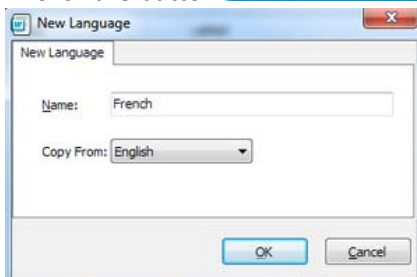 New Language
New Language
Name: French
Copy From: English
OK Cancel